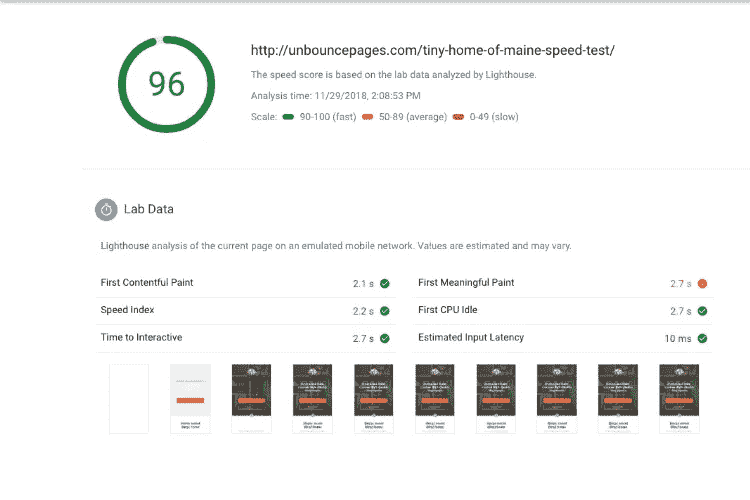 96
http://unbouncepages.com/tiny-home-of-maine-speed-test/
The speed score is based on the lab data analyzed by Lighthouse.
Analysis time: 11/29/2018, 2:08:53 PM
Scale: 90-100 (fast) 50-89 (average) 0-49 (slow)
Lab Data
Lighthouse analysis of the current page on an emulated mobile network. Values are estimated and may vary.
First Contentful Paint 2.1 s
First Meaningful Paint 2.7 s
Speed Index 2.2 s
First CPU Idle 2.7 s
Time to Interactive 2.7 s
Estimated Input Latency 10 ms